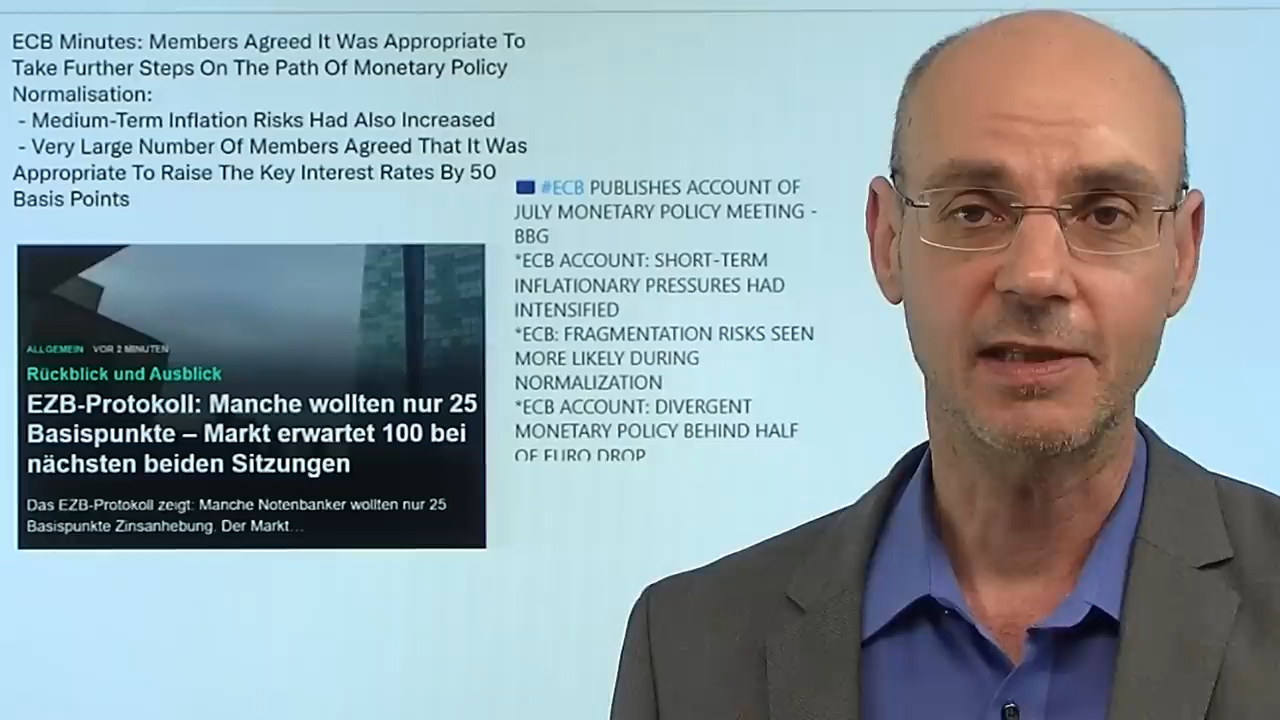 ECB Minutes: Members Agreed It Was Appropriate To
Take Further Steps On The Path Of Monetary Policy
Normalisation:
- Medium-Term Inflation Risks Had Also Increased
- Very Large Number Of Members Agreed That It Was
Appropriate To Raise The Key Interest Rates By 50
Basis Points
#ECB PUBLISHES ACCOUNT OF
JULY MONETARY POLICY MEETING -
BBG
*ECB ACCOUNT: SHORT-TERM
INFLATIONARY PRESSURES HAD
INTENSIFIED
*ECB: FRAGMENTATION RISKS SEEN
MORE LIKELY DURING
NORMALIZATION
*ECB ACCOUNT: DIVERGENT
MONETARY POLICY BEHIND HALF
OF EURO DROP
ALLGEMEIN VOR 2 MINUTEN
Rückblick und Ausblick
EZB-Protokoll: Manche wollten nur 25
Basispunkte – Markt erwartet 100 bei
nächsten beiden Sitzungen
Das EZB-Protokoll zeigt: Manche Notenbanker wollten nur 25
Basispunkte Zinsanhebung. Der Markt...